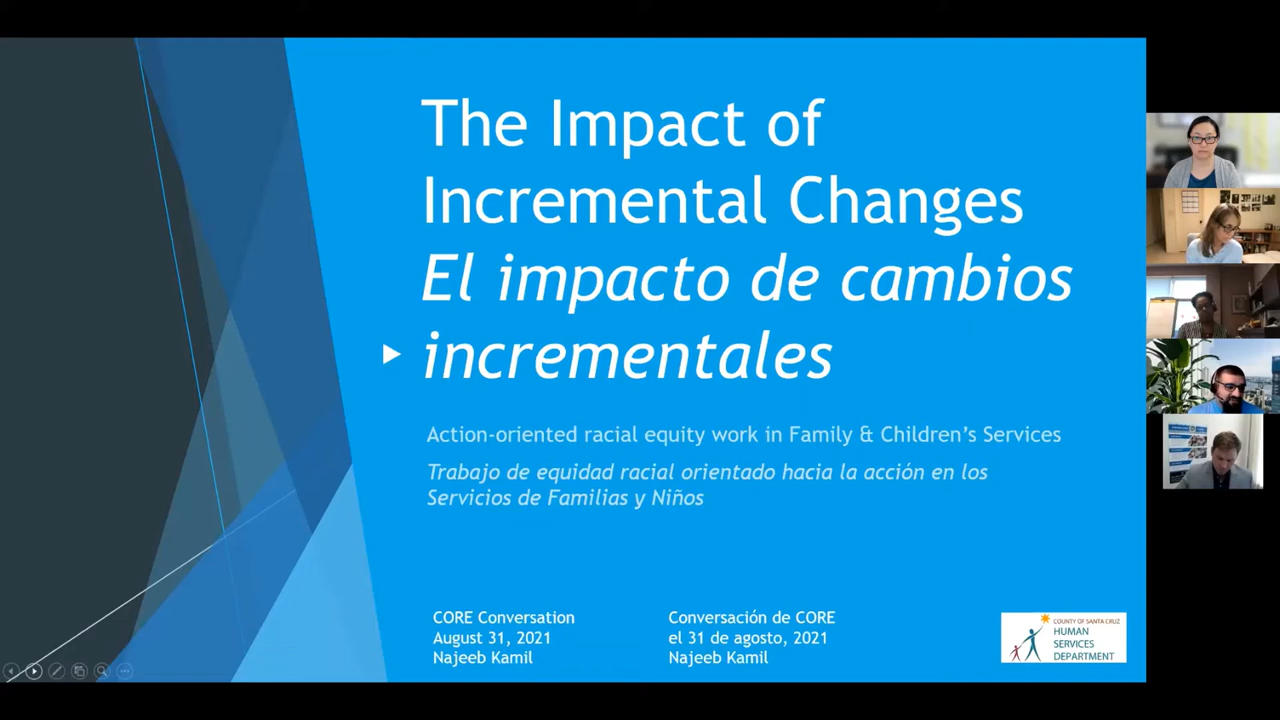 The Impact of
Incremental Changes
El impacto de cambios
incrementales
Action-oriented racial equity work in Family & Children's Services
Trabajo de equidad racial orientado hacia la acción en los
Servicios de Familias y Niños
CORE Conversation
August 31, 2021
Najeeb Kamil
Conversación de CORE
el 31 de agosto, 2021
Najeeb Kamil
COUNTY OF SANTA CRUZ
HUMAN
SERVICES
DEPARTMENT